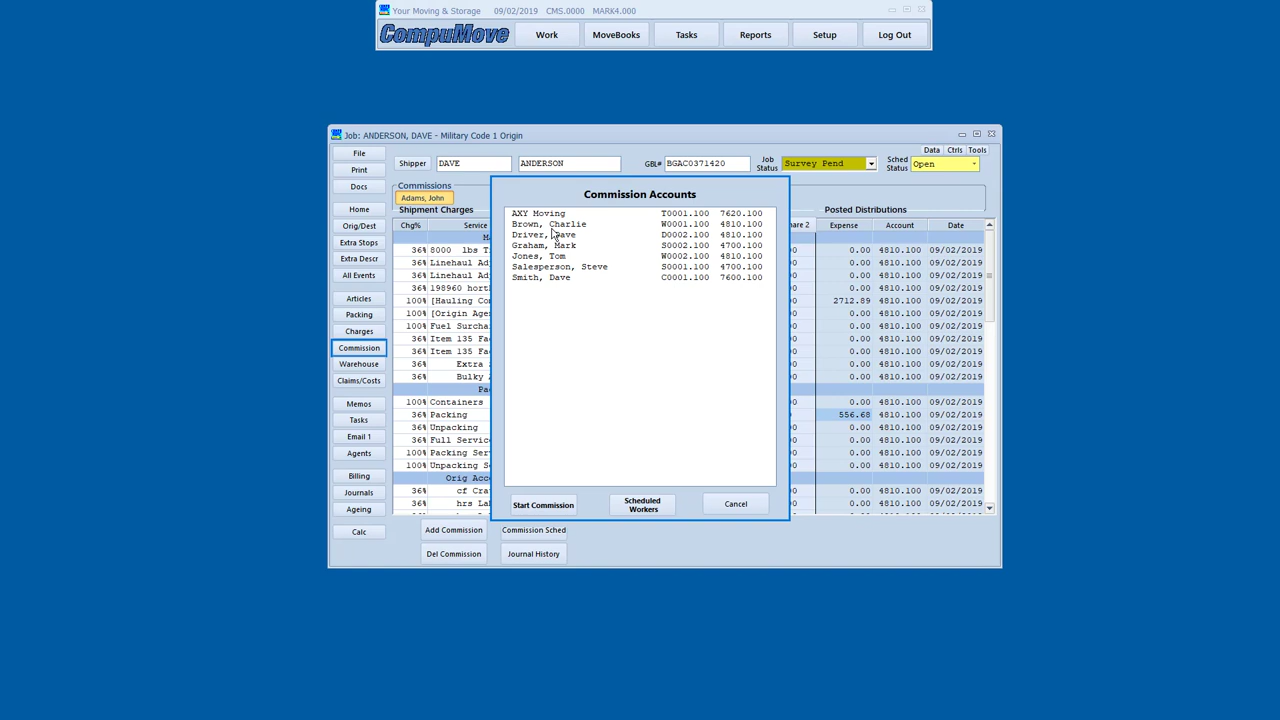 Your Moving & Storage 09/02/2019 CMS.0000 MARK4.000
CompuMove Work MoveBooks Tasks Reports Setup Log Out
Job: ANDERSON, DAVE - Military Code 1 Origin
File
Print
Docs
Home
Orig/Dest
Extra Stops
Extra Descr
All Events
Articles
Packing
Charges
Commission
Warehouse
Claims/Costs
Memos
Tasks
Email 1
Agents
Billing
Journals
Ageing
Calc
Data Ctrls Tools
Shipper DAVE ANDERSON GBL# BGAC0371420 Job Status Survey Pend Sched Status Open
Commissions
Adams, John
Shipment Charges
Chg% Service
36% 8000 lbs
36% Linehaul
36% Linehaul
36% 198960
100% [Hauling
100% [Origin
100% Fuel
36% Item 135
36% Item 135
36% Extra
36% Bulky
100% Containers
36% Packing
36% Unpacking
36% Full
100% Packing
100% Unpacking
Orig
36% cf
36% hrs
Commission Accounts
AXY Moving T0001.100 7620.100
Brown, Charlie W0001.100 4810.100
Driver, Dave D0002.100 4810.100
Graham, Mark S0002.100 4700.100
Jones, Tom W0002.100 4810.100
Salesperson, Steve S0001.100 4700.100
Smith, Dave C0001.100 7600.100
Start Commission Scheduled Workers Cancel
Posted Distributions
Expense Account Date
0.00 4810.100 09/02/2019
0.00 4810.100 09/02/2019
0.00 4810.100 09/02/2019
0.00 4810.100 09/02/2019
2712.89 4810.100 09/02/2019
0.00 4810.100 09/02/2019
0.00 4810.100 09/02/2019
0.00 4810.100 09/02/2019
0.00 4810.100 09/02/2019
0.00 4810.100 09/02/2019
0.00 4810.100 09/02/2019
0.00 4810.100 09/02/2019
556.68 4810.100 09/02/2019
0.00 4810.100 09/02/2019
0.00 4810.100 09/02/2019
0.00 4810.100 09/02/2019
0.00 4810.100 09/02/2019
0.00 4810.100 09/02/2019
0.00 4810.100 09/02/2019
Add Commission Commission Sched
Del Commission Journal History